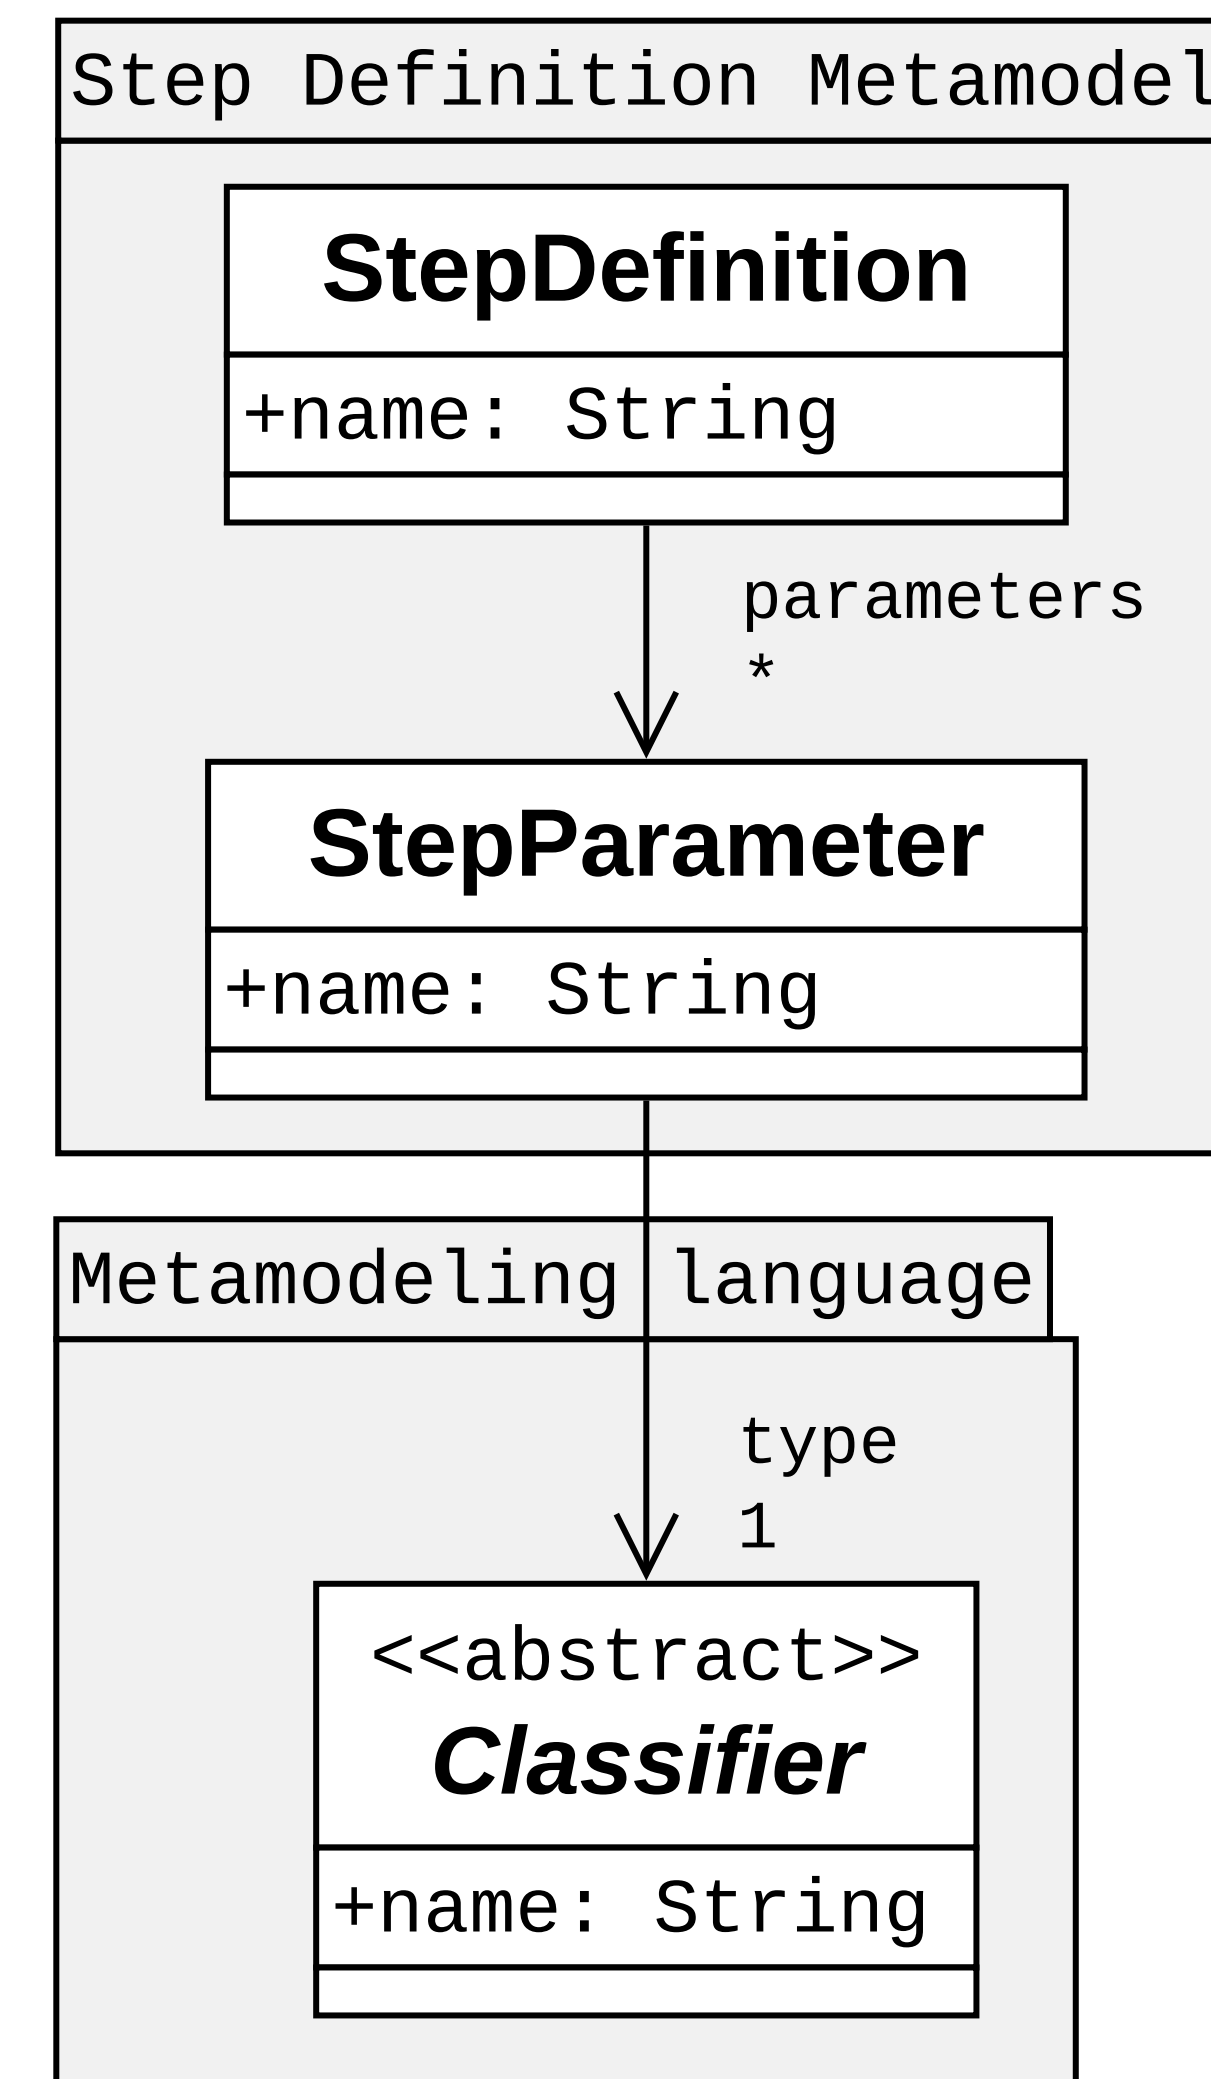 Step Definition Metamodel
StepDefinition
+name: String
parameters
*
StepParameter
+name: String
Metamodeling language
type
1
<<abstract>>
Classifier
+name: String